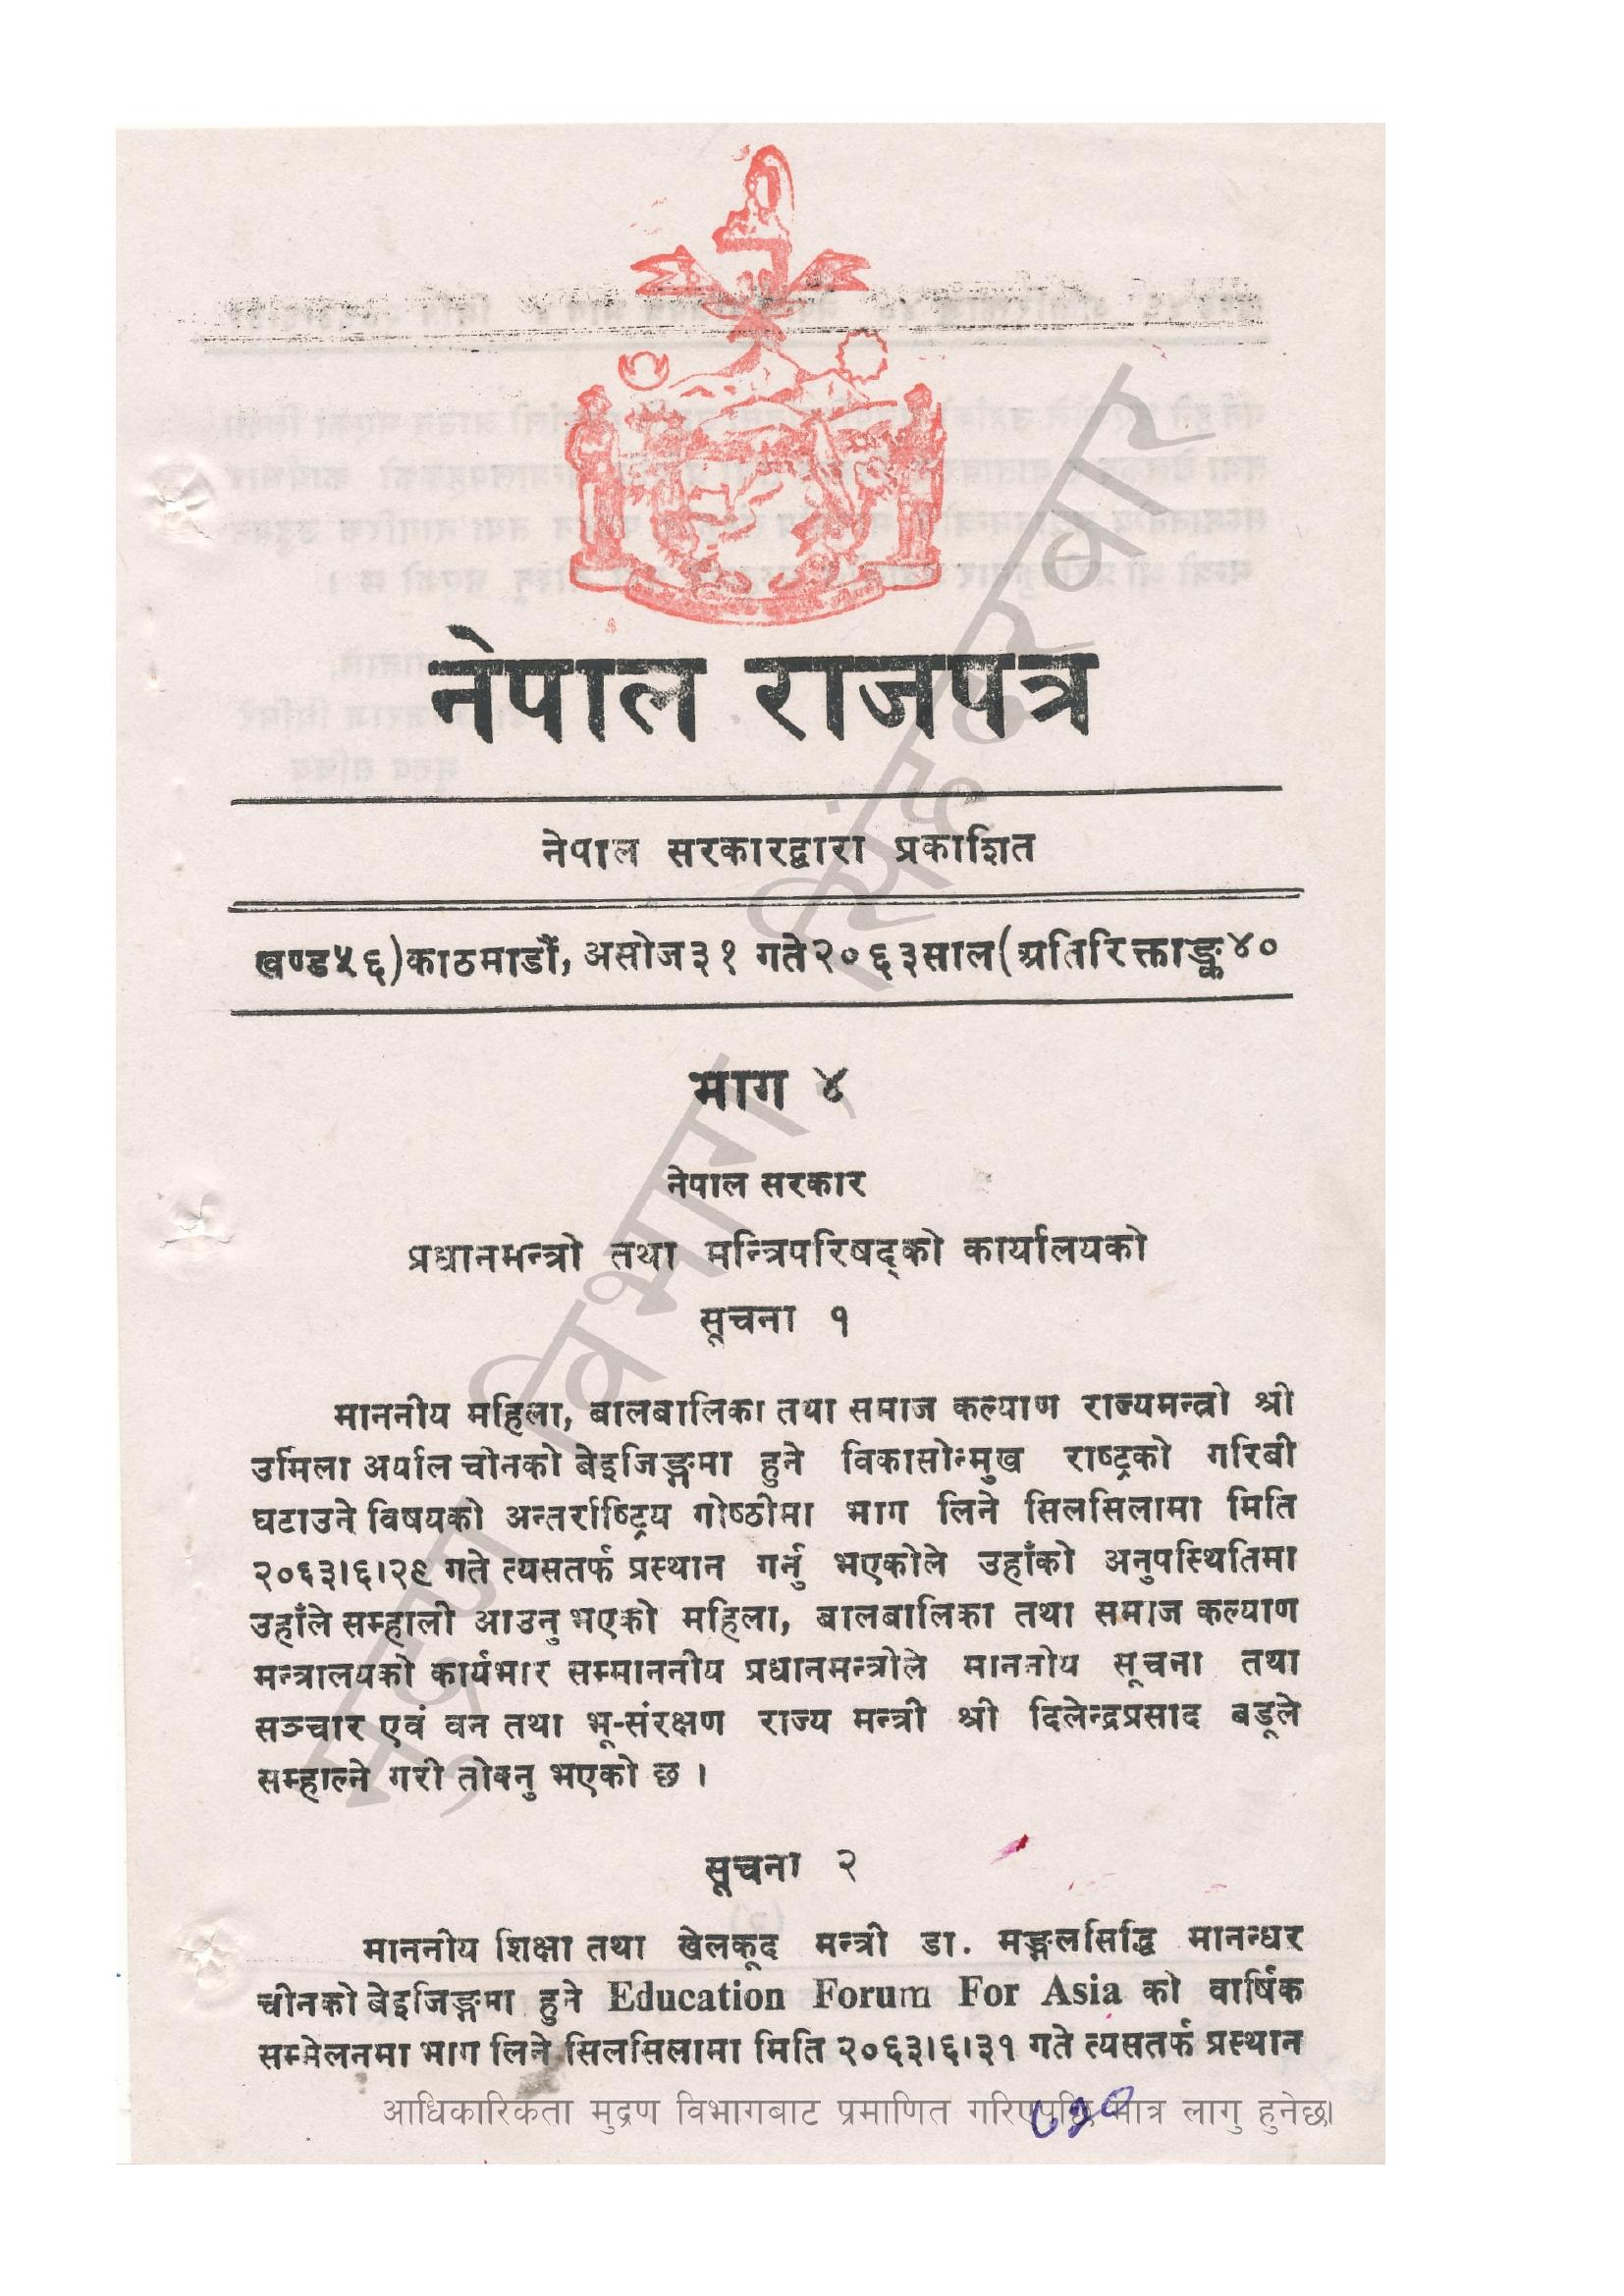 नेपाल राजपत्र
नेपाल सरकारद्वारा प्रकाशित
खण्ड५६)काठमाडौं, असोज३१ गते२०६३साल(अतिरिक्ताङ्क४०
भाग ४
नेपाल सरकार
प्रधानमन्त्री तथा मन्त्रिपरिषद्को कार्यालयको
सूचना १
माननीय महिला, बालबालिका तथा समाज कल्याण राज्यमन्त्री श्री
उर्मिला अर्याल चीनको बेइजिङ्गमा हुने विकासोन्मुख राष्ट्रको गरिबी
घटाउने विषयको अन्तर्राष्ट्रिय गोष्ठीमा भाग लिने सिलसिलामा मिति
२०६३।६।२९ गते त्यसतर्फ प्रस्थान गर्नु भएकोले उहाँको अनुपस्थितिमा
उहाँले सम्हाली आउनु भएको महिला, बालबालिका तथा समाज कल्याण
मन्त्रालयको कार्यभार सम्माननीय प्रधानमन्त्रीले माननीय सूचना तथा
सञ्चार एवं वन तथा भू-संरक्षण राज्य मन्त्री श्री दिलेन्द्रप्रसाद बडूले
सम्हाल्ने गरी तोक्नु भएको छ ।
सूचना २
माननीय शिक्षा तथा खेलकूद मन्त्री डा. मङ्गलसिद्धि मानन्धर
चीनको बेइजिङ्गमा हुने Education Forum For Asia को वार्षिक
सम्मेलनमा भाग लिने सिलसिलामा मिति २०६३।६।३१ गते त्यसतर्फ प्रस्थान
आधिकारिकता मुद्रण विभागबाट प्रमाणित गरिएपछि मात्र लागु हुनेछ।
मुद्रण विभाग, सिंहदरवार